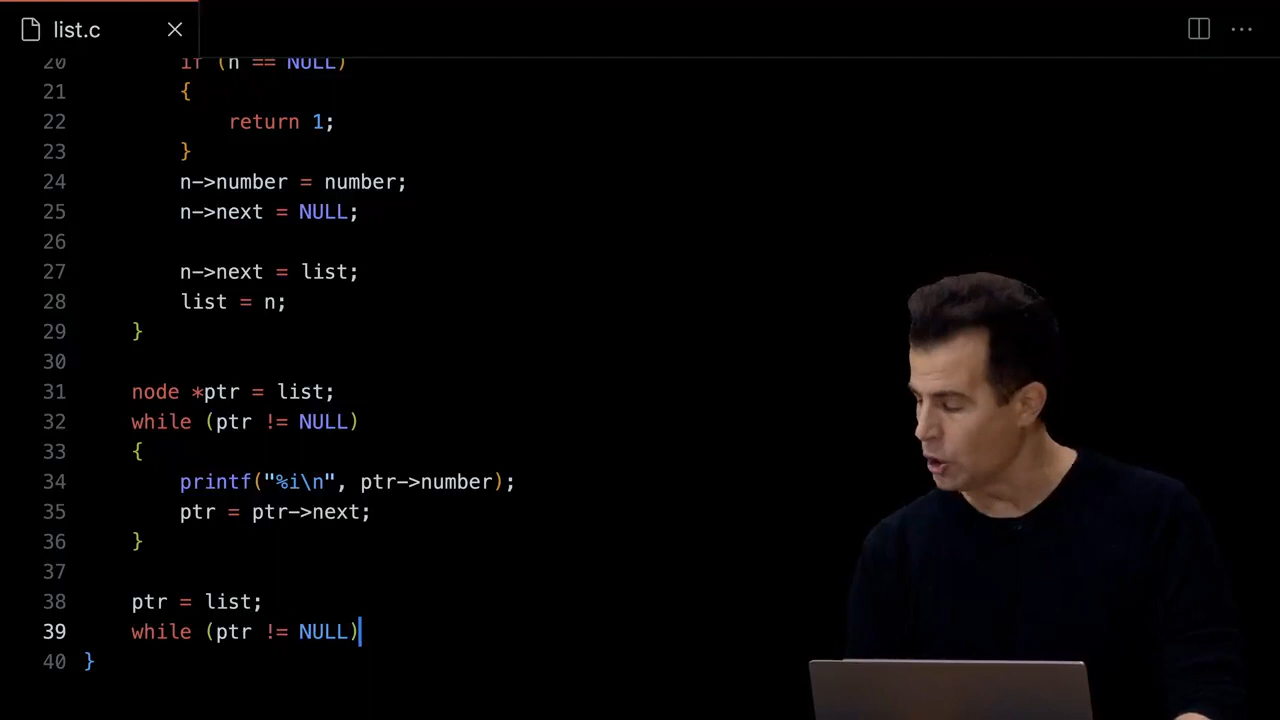 list.c
20 if (n == NULL)
21 {
22 return 1;
23 }
24 n->number = number;
25 n->next = NULL;
26
27 n->next = list;
28 list = n;
29 }
30
31 node *ptr = list;
32 while (ptr != NULL)
33 {
34 printf("%i\n", ptr->number);
35 ptr = ptr->next;
36 }
37
38 ptr = list;
39 while (ptr != NULL)
40 }